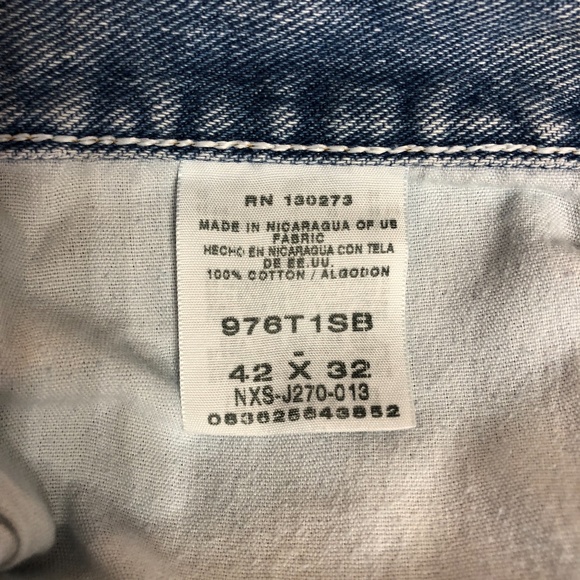 RN 130273
MADE IN NICARAGUA OF US
FABRIC
HECHO EN NICARAGUA CON TELA
DE EE.UU.
100% COTTON / ALGODON
976T1SB
-
42 X 32
NXS-J270-013
083625643852